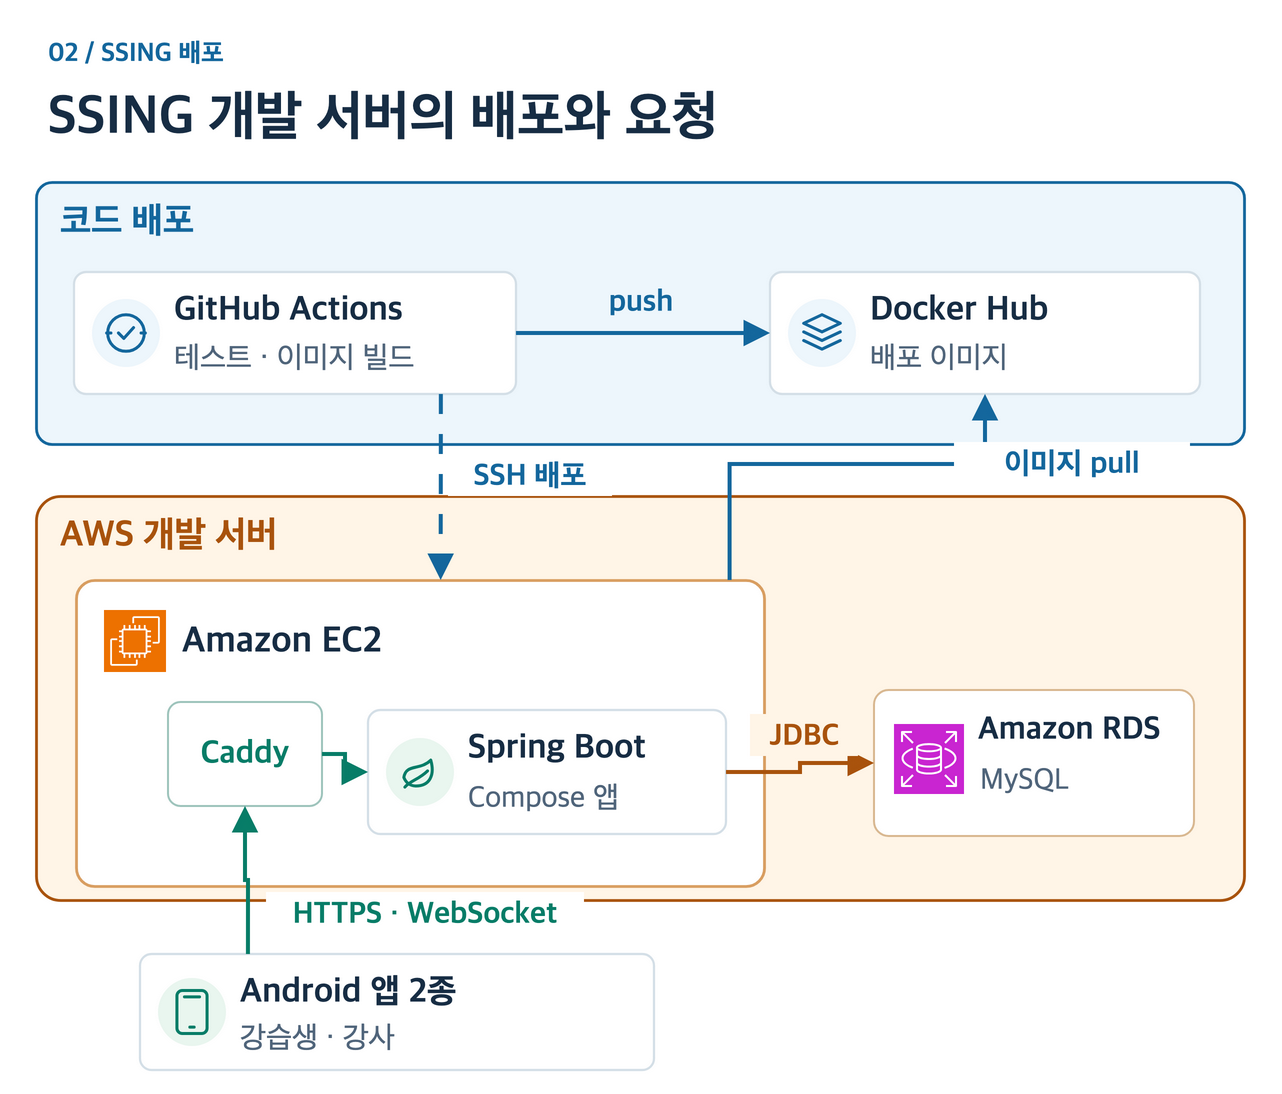 02 / SSING 배포
SSING 개발 서버의 배포와 요청
코드 배포
GitHub Actions
테스트 · 이미지 빌드
push
Docker Hub
배포 이미지
SSH 배포
이미지 pull
AWS 개발 서버
Amazon EC2
Caddy
Spring Boot
Compose 앱
JDBC
Amazon RDS
MySQL
HTTPS · WebSocket
Android 앱 2종
강습생 · 강사